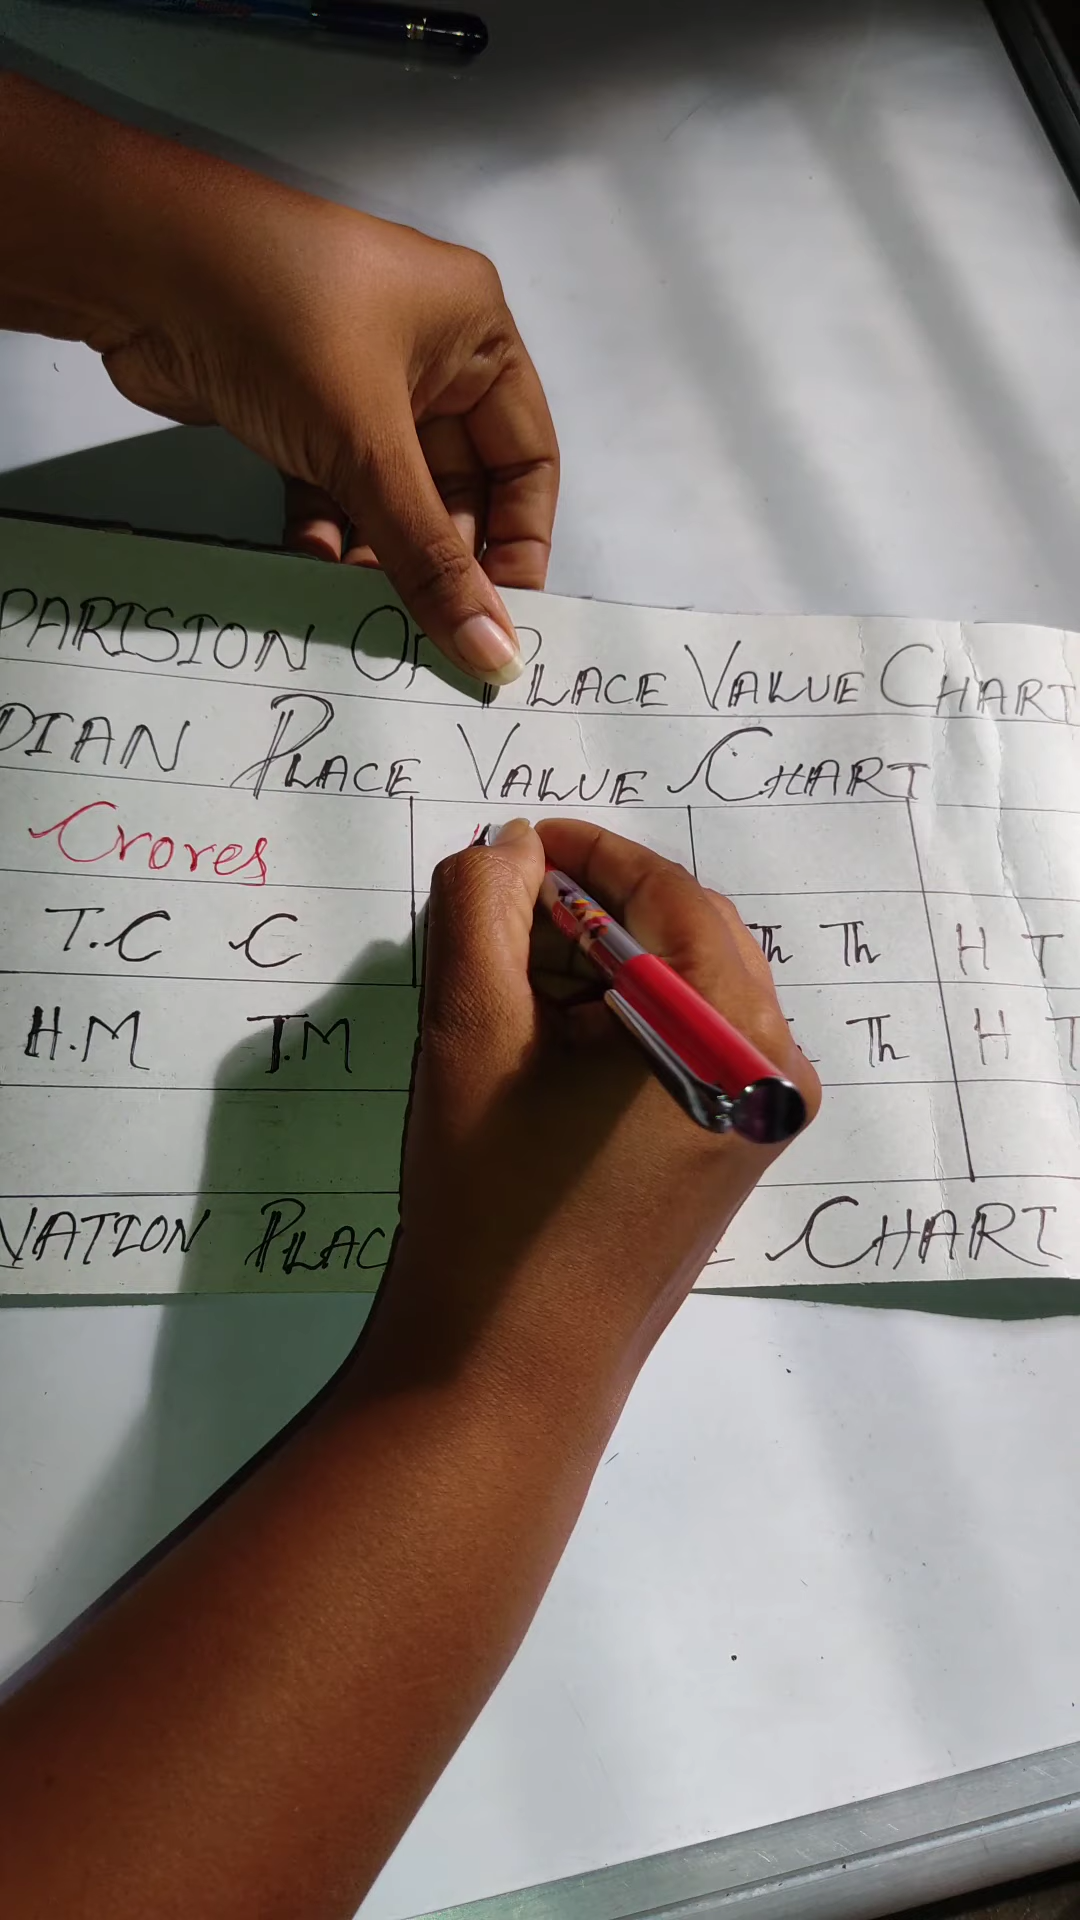 PARISION OF PLACE VALUE CHART
DIAN PLACE VALUE CHART
Crores
T.C C Th Th H T
H.M T.M Th H T
NATION PLAC CHART